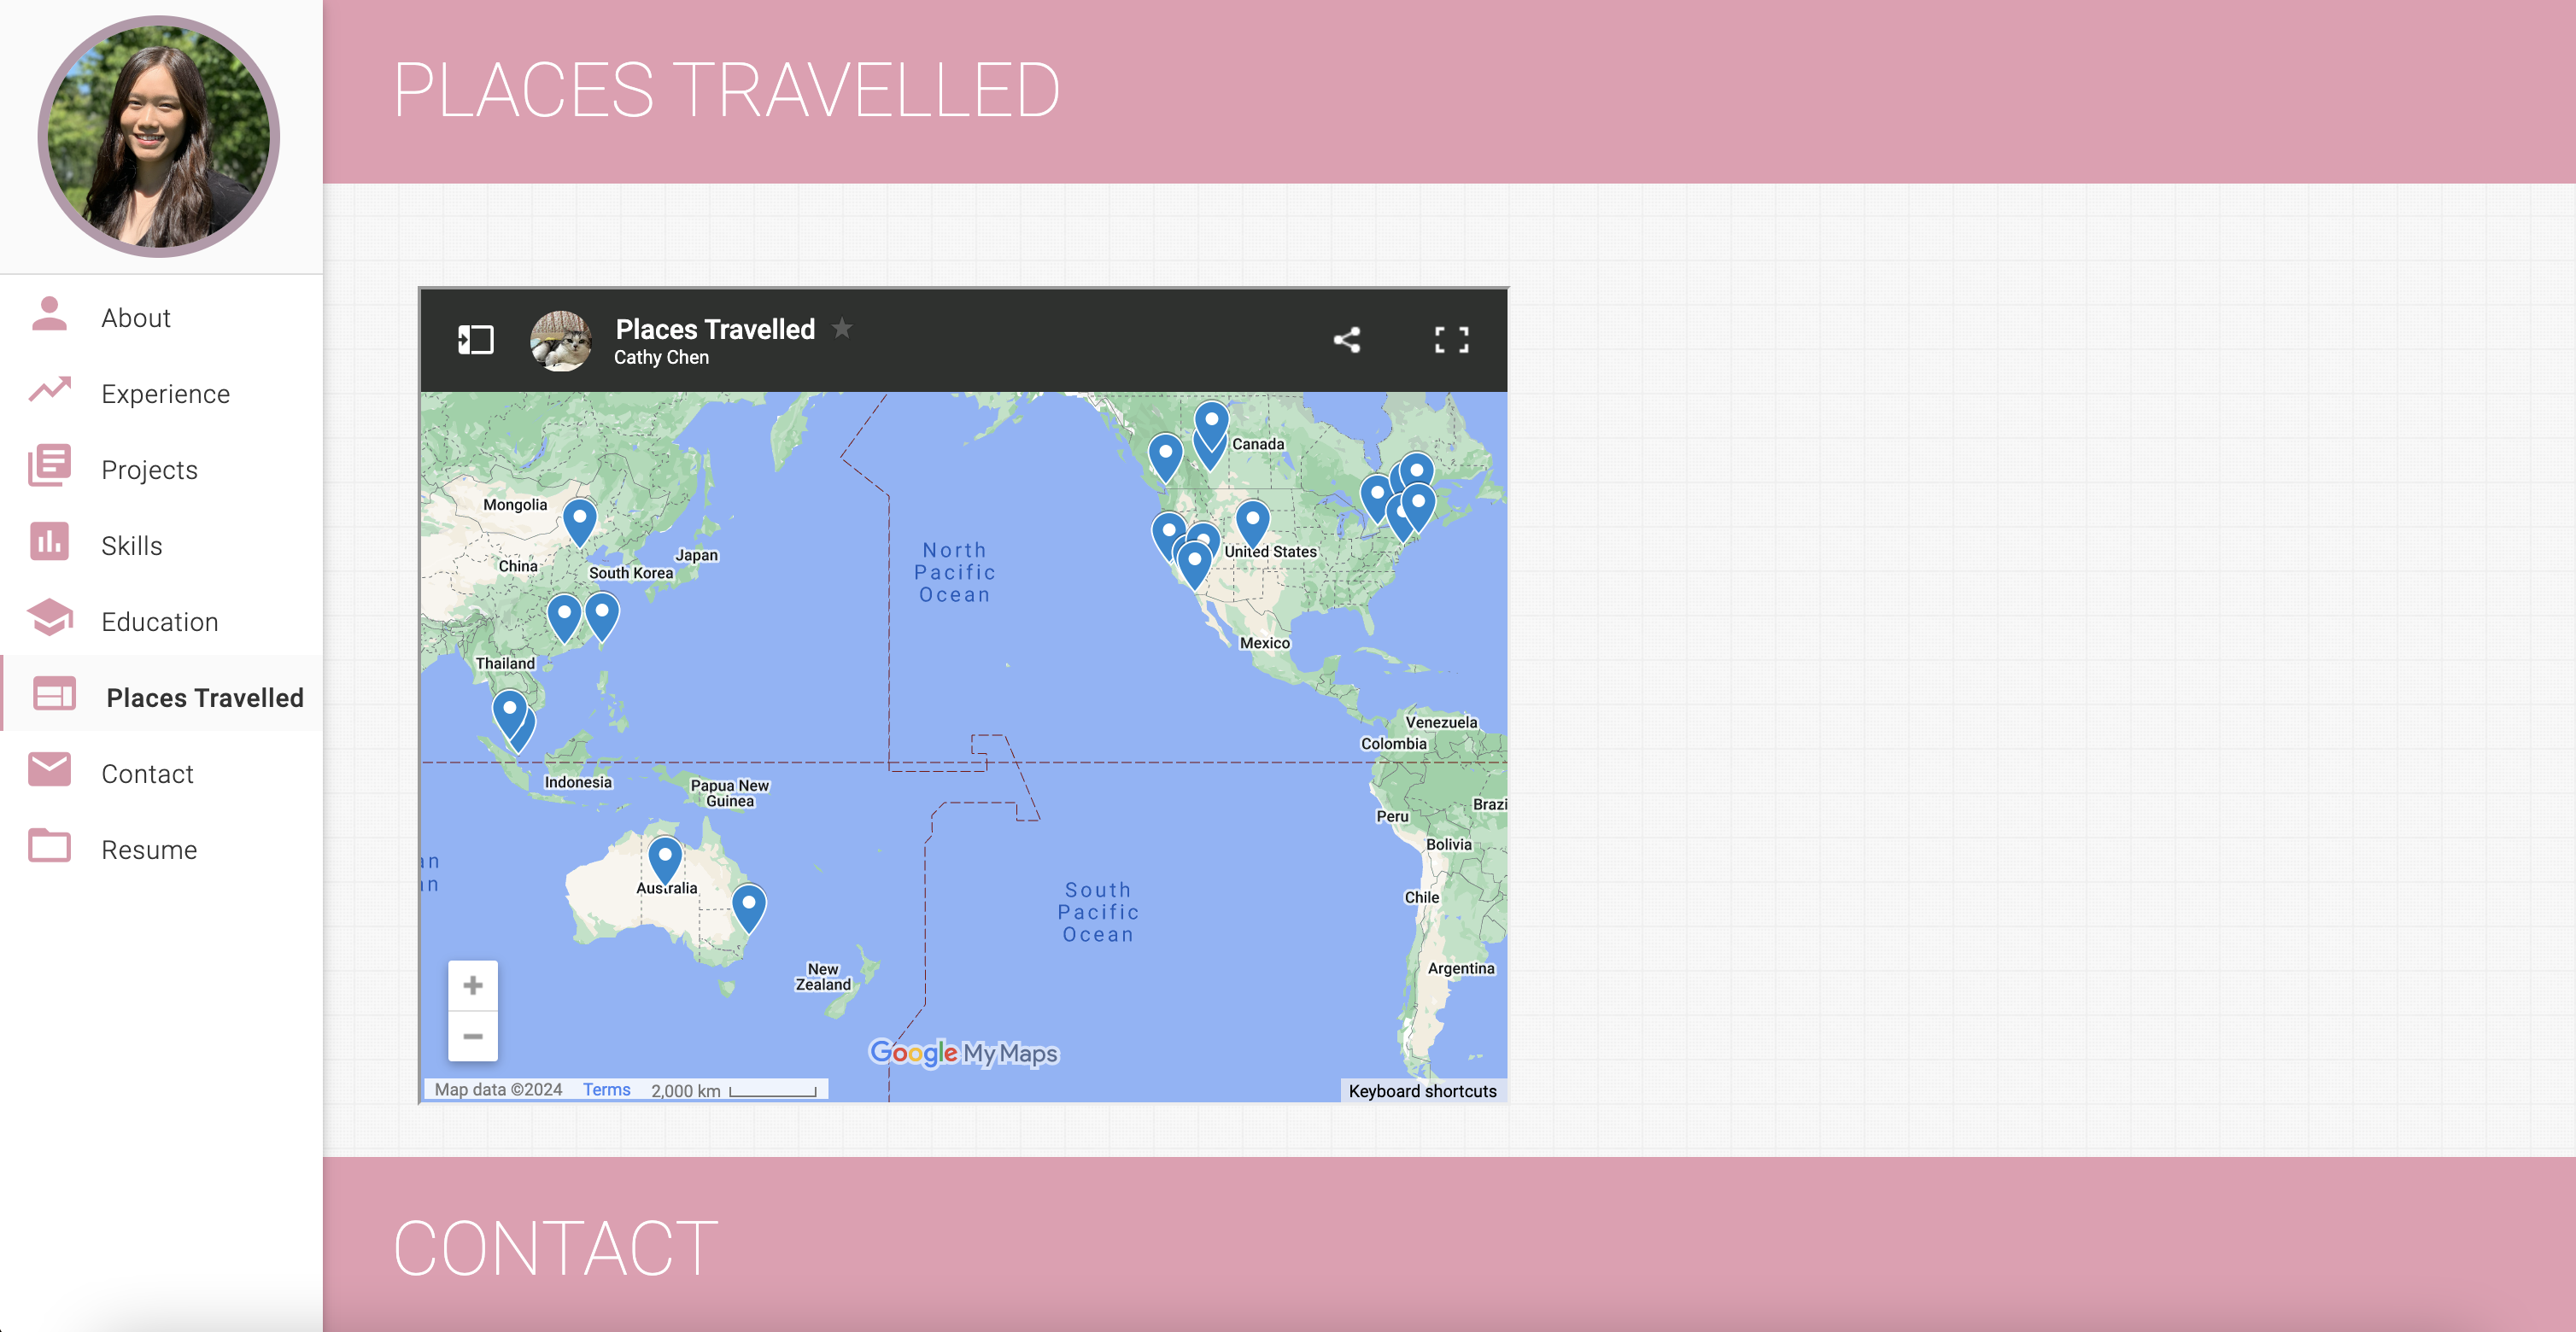 PLACES TRAVELLED
About
Experience
Projects
Skills
Education
Places Travelled
Contact
Resume
Places Travelled
Cathy Chen
Canada
Mongolia
Japan
China
South Korea
North
Pacific
Ocean
United States
Mexico
Thailand
Venezuela
Colombia
Indonesia
Papua New
Guinea
Brazi
Peru
Bolivia
an
an
Australia
South
Pacific
Ocean
Chile
New
Zealand
Argentina
Google My Maps
Map data ©2024 Terms 2,000 km
Keyboard shortcuts
CONTACT